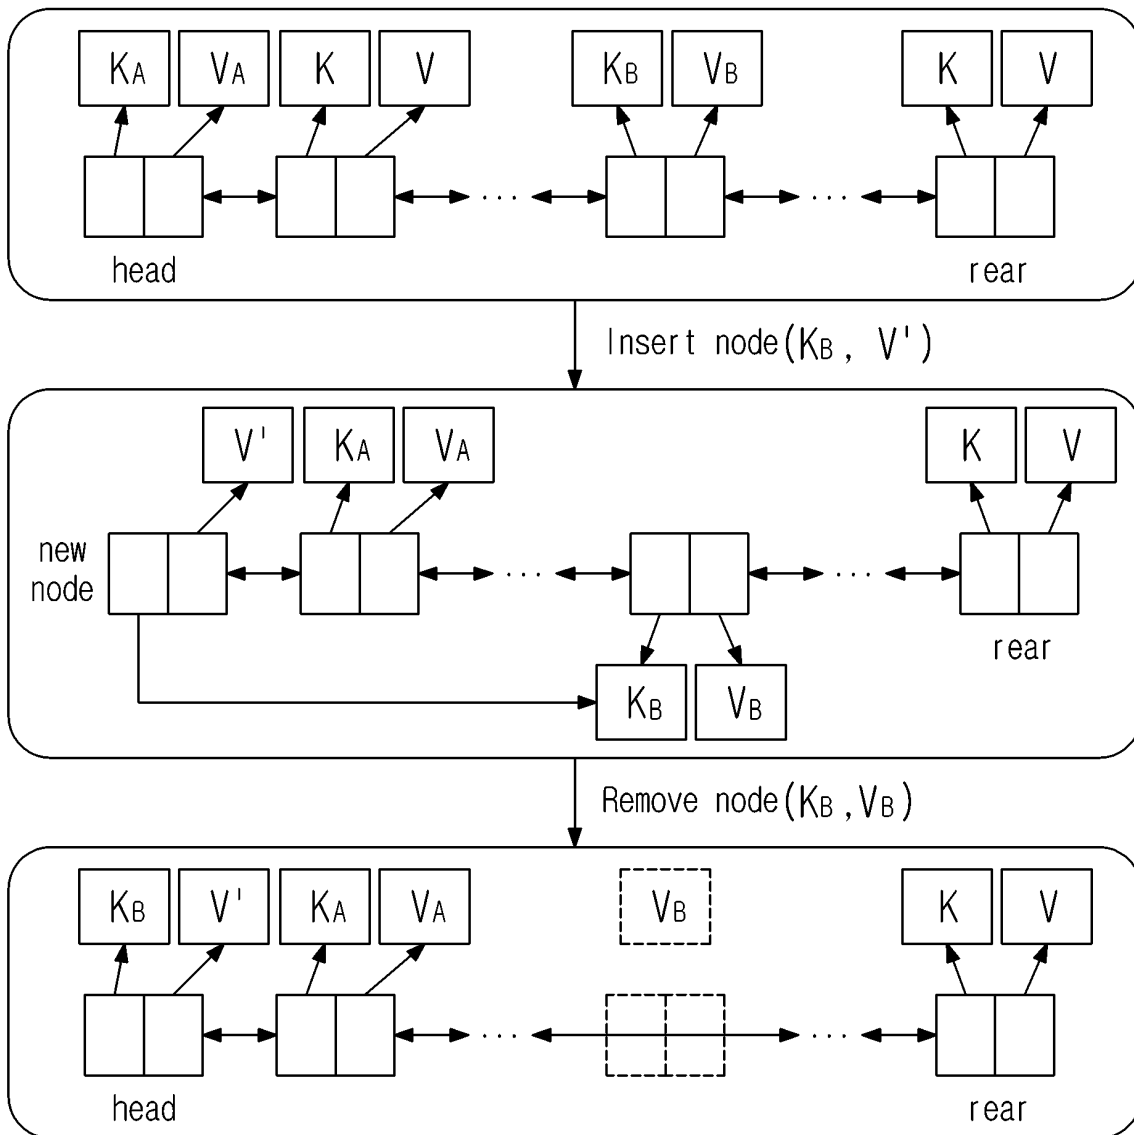 KA VA K V KB VB K V
... ...
head rear
Insert node(KB, V')
V' KA VA K V
new
node
... ...
rear
KB VB
Remove node(KB,VB)
KB V' KA VA VB K V
... ...
head rear